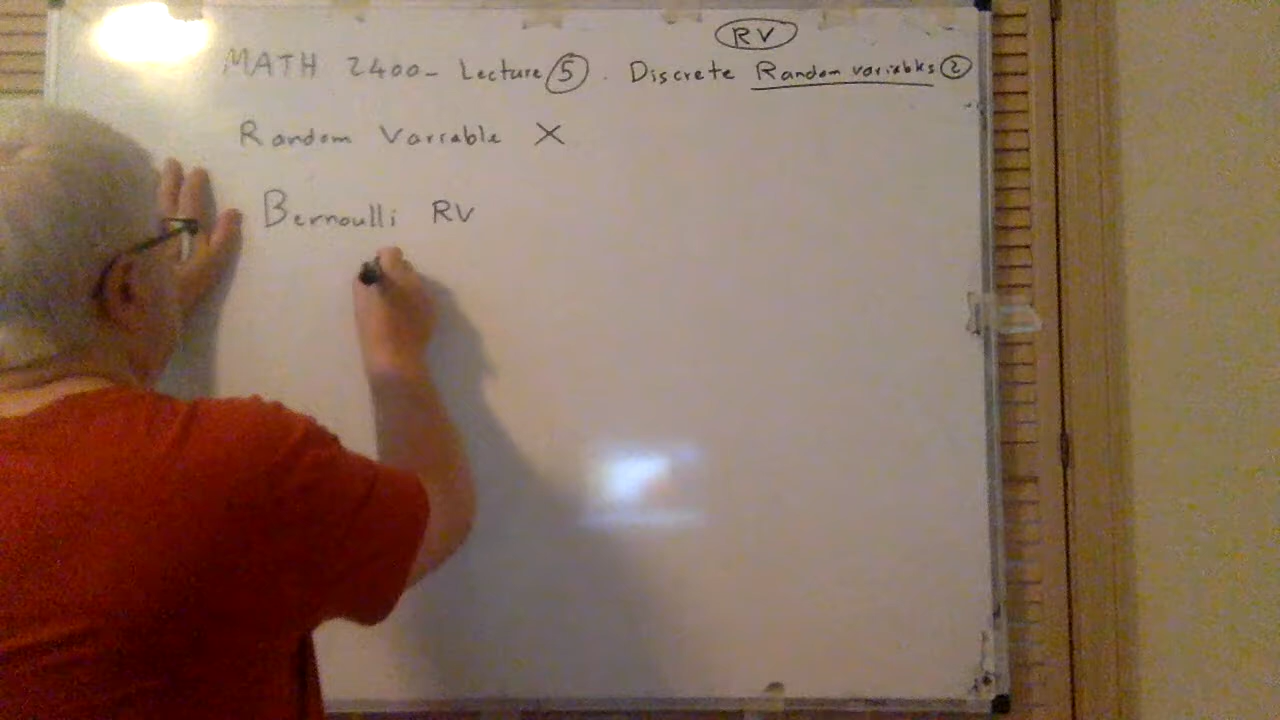 RV
MATH 2400- Lecture 5. Discrete Random variables 2
Random Variable X
Bernoulli RV